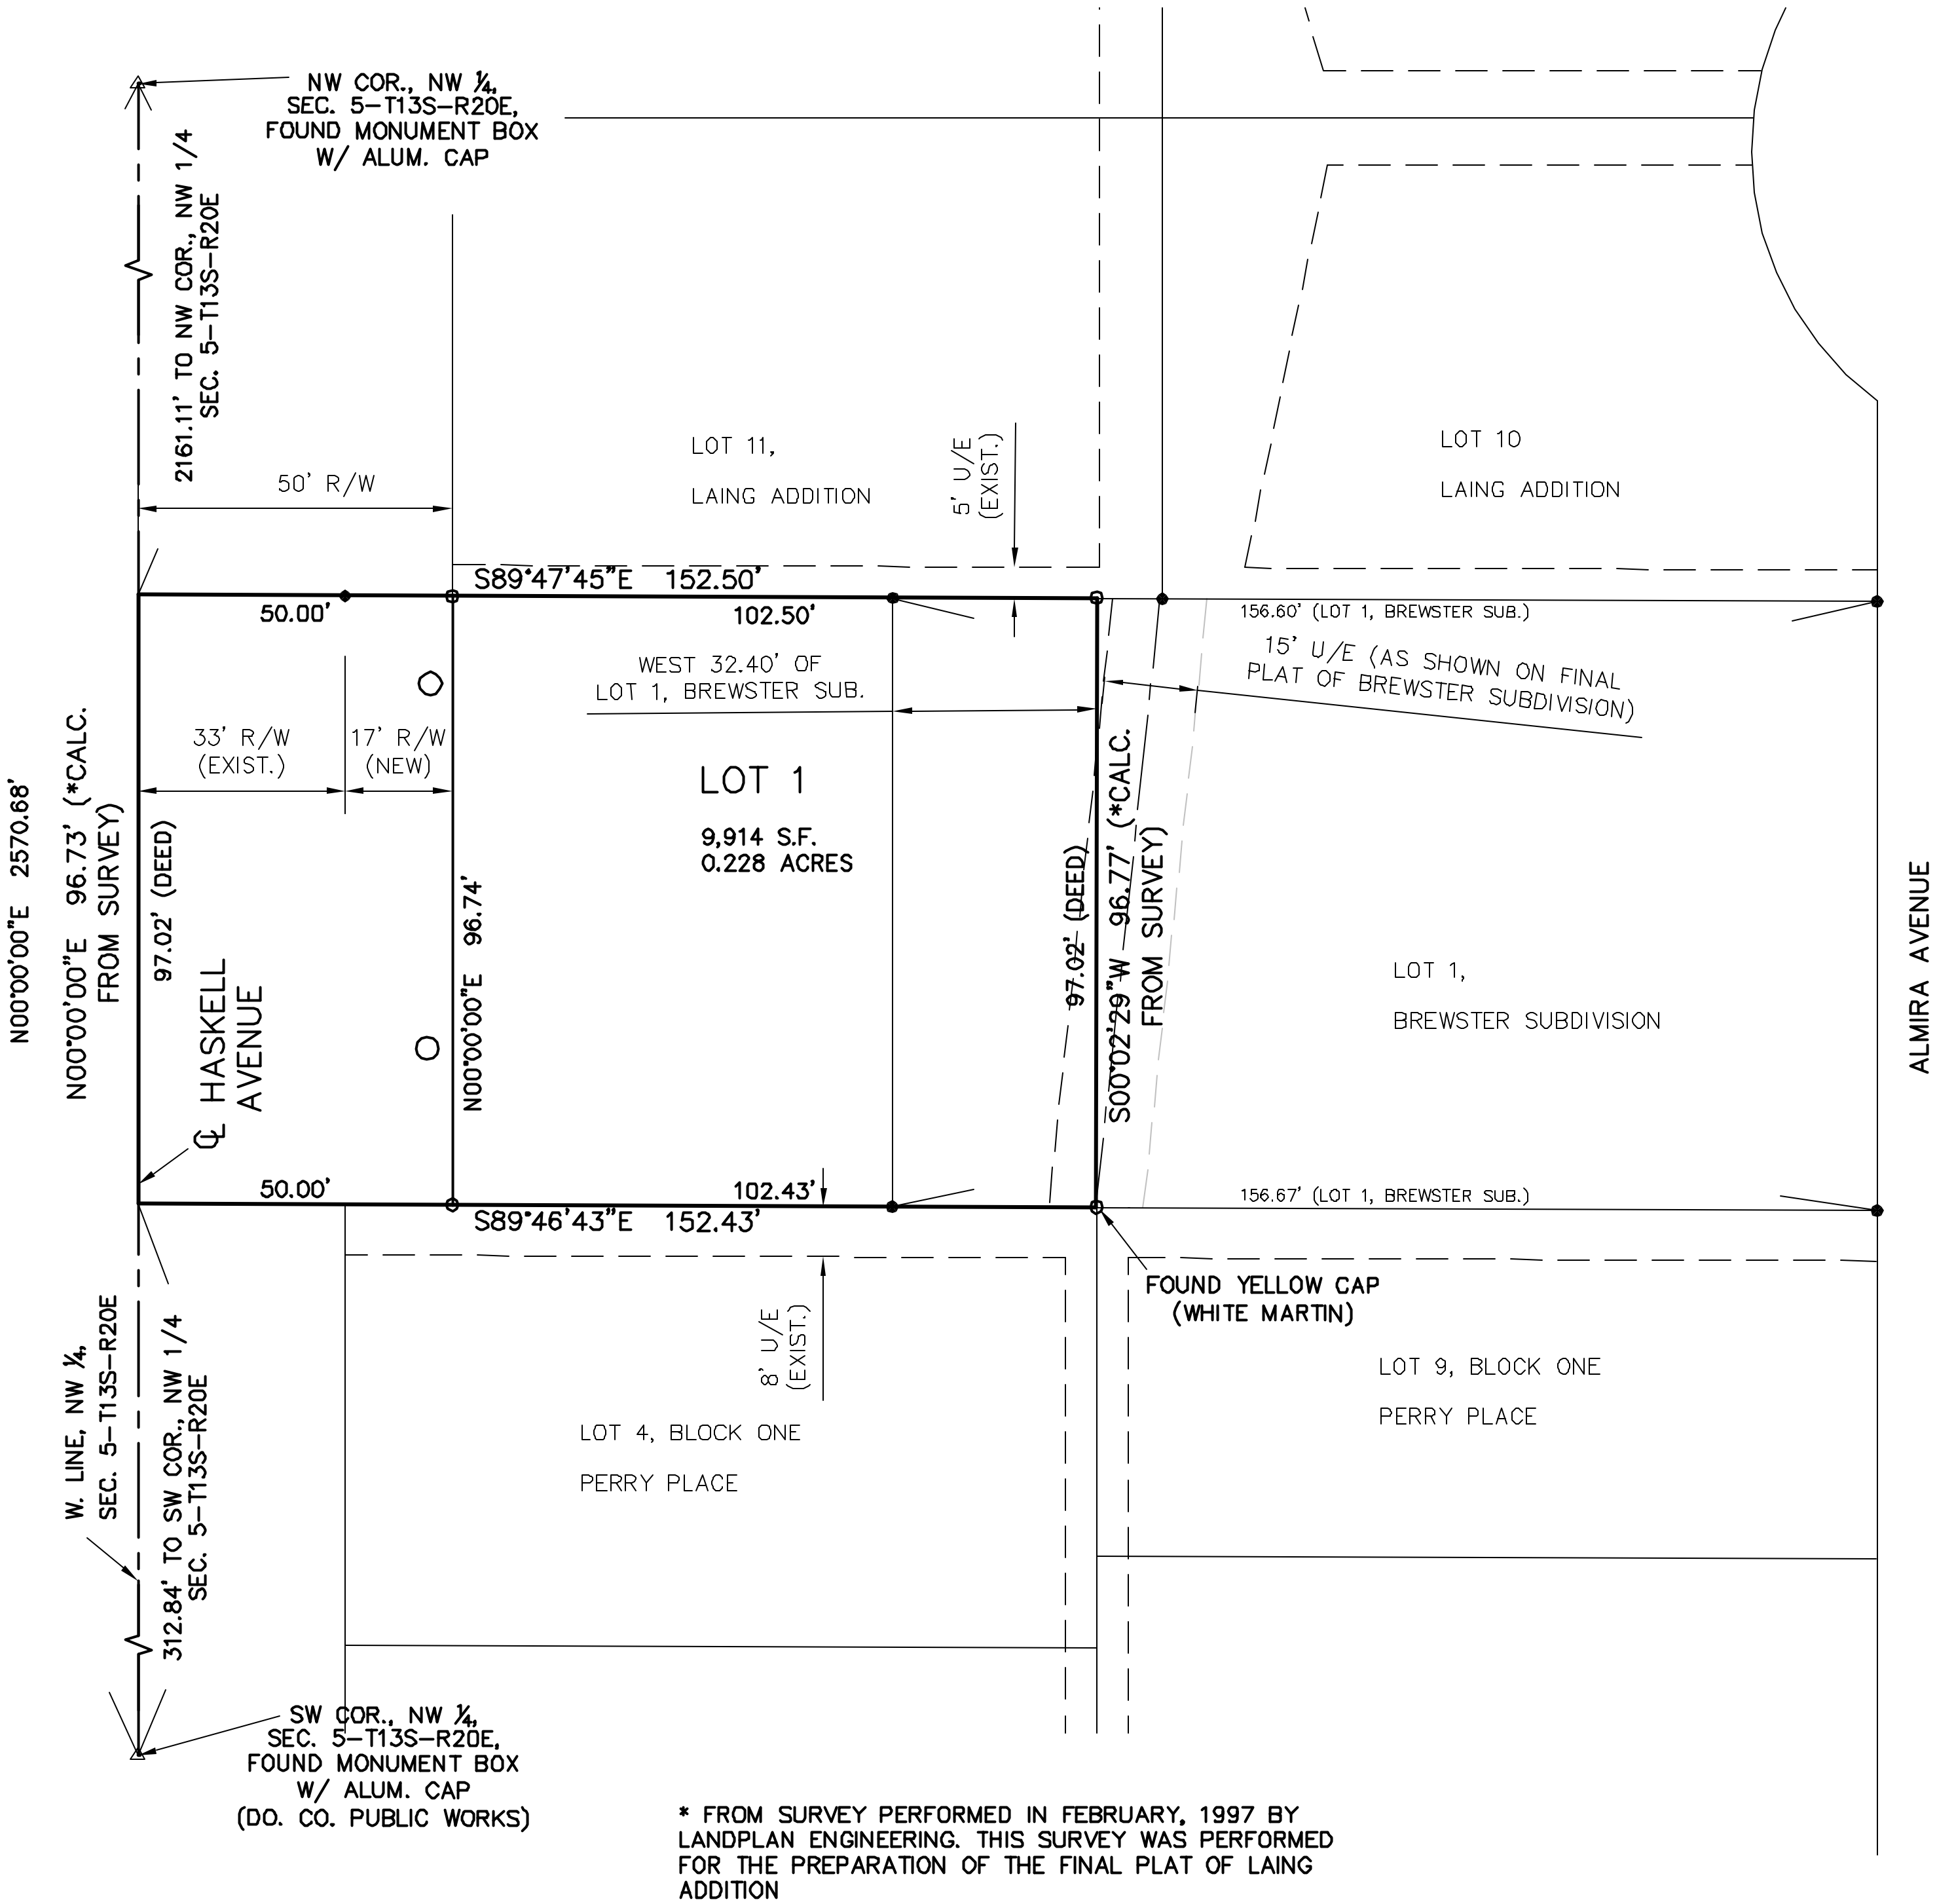 NW COR., NW ¼,
SEC. 5-T13S-R20E,
FOUND MONUMENT BOX
W/ ALUM. CAP
2161.11' TO NW COR., NW 1/4
SEC. 5-T13S-R20E
50' R/W
LOT 11,
LAING ADDITION
5' U/E
(EXIST.)
LOT 10
LAING ADDITION
S89°47'45"E 152.50'
50.00'
102.50'
156.60' (LOT 1, BREWSTER SUB.)
WEST 32.40' OF
LOT 1, BREWSTER SUB.
15' U/E (AS SHOWN ON FINAL
PLAT OF BREWSTER SUBDIVISION)
33' R/W
(EXIST.)
17' R/W
(NEW)
LOT 1
9,914 S.F.
0.228 ACRES
N00°00'00"E 2570.68'
N00°00'00"E 96.73' (*CALC.
FROM SURVEY)
97.02' (DEED)
℄ HASKELL
AVENUE
N00°00'00"E 96.74'
97.02' (DEED)
S00°02'29"W 96.77' (*CALC.
FROM SURVEY)
LOT 1,
BREWSTER SUBDIVISION
ALMIRA AVENUE
50.00'
102.43'
156.67' (LOT 1, BREWSTER SUB.)
S89°46'43"E 152.43'
FOUND YELLOW CAP
(WHITE MARTIN)
8' U/E
(EXIST.)
W. LINE, NW ¼,
SEC. 5-T13S-R20E
312.84' TO SW COR., NW 1/4
SEC. 5-T13S-R20E
LOT 4, BLOCK ONE
PERRY PLACE
LOT 9, BLOCK ONE
PERRY PLACE
SW COR., NW ¼,
SEC. 5-T13S-R20E,
FOUND MONUMENT BOX
W/ ALUM. CAP
(DO. CO. PUBLIC WORKS)
* FROM SURVEY PERFORMED IN FEBRUARY, 1997 BY
LANDPLAN ENGINEERING. THIS SURVEY WAS PERFORMED
FOR THE PREPARATION OF THE FINAL PLAT OF LAING
ADDITION